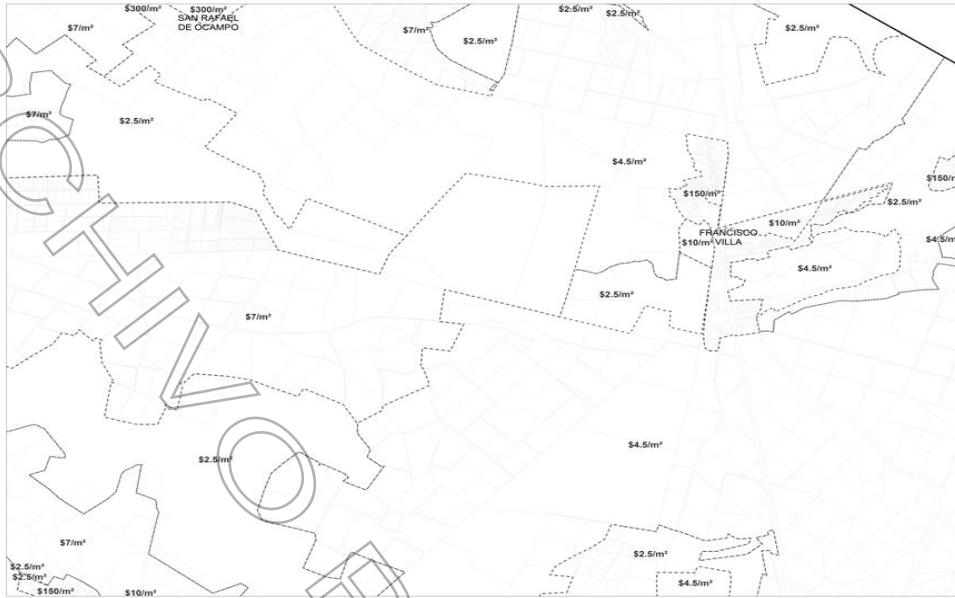 $300/m²
$300/m²
SAN RAFAEL
DE OCAMPO
$7/m²
$7/m²
$2.5/m²
$2.5/m²
$2.5/m²
$2.5/m²
$7/m²
$2.5/m²
$4.5/m²
$150/m²
$150/m
$2.5/m²
$10/m²
FRANCISCO
VILLA
$10/m²
$4.5/m
$4.5/m²
$2.5/m²
$7/m²
$4.5/m²
$2.5/m²
$7/m²
$2.5/m²
$2.5/m²
$2.5/m²
$150/m²
$10/m²
$4.5/m²
CHIVO